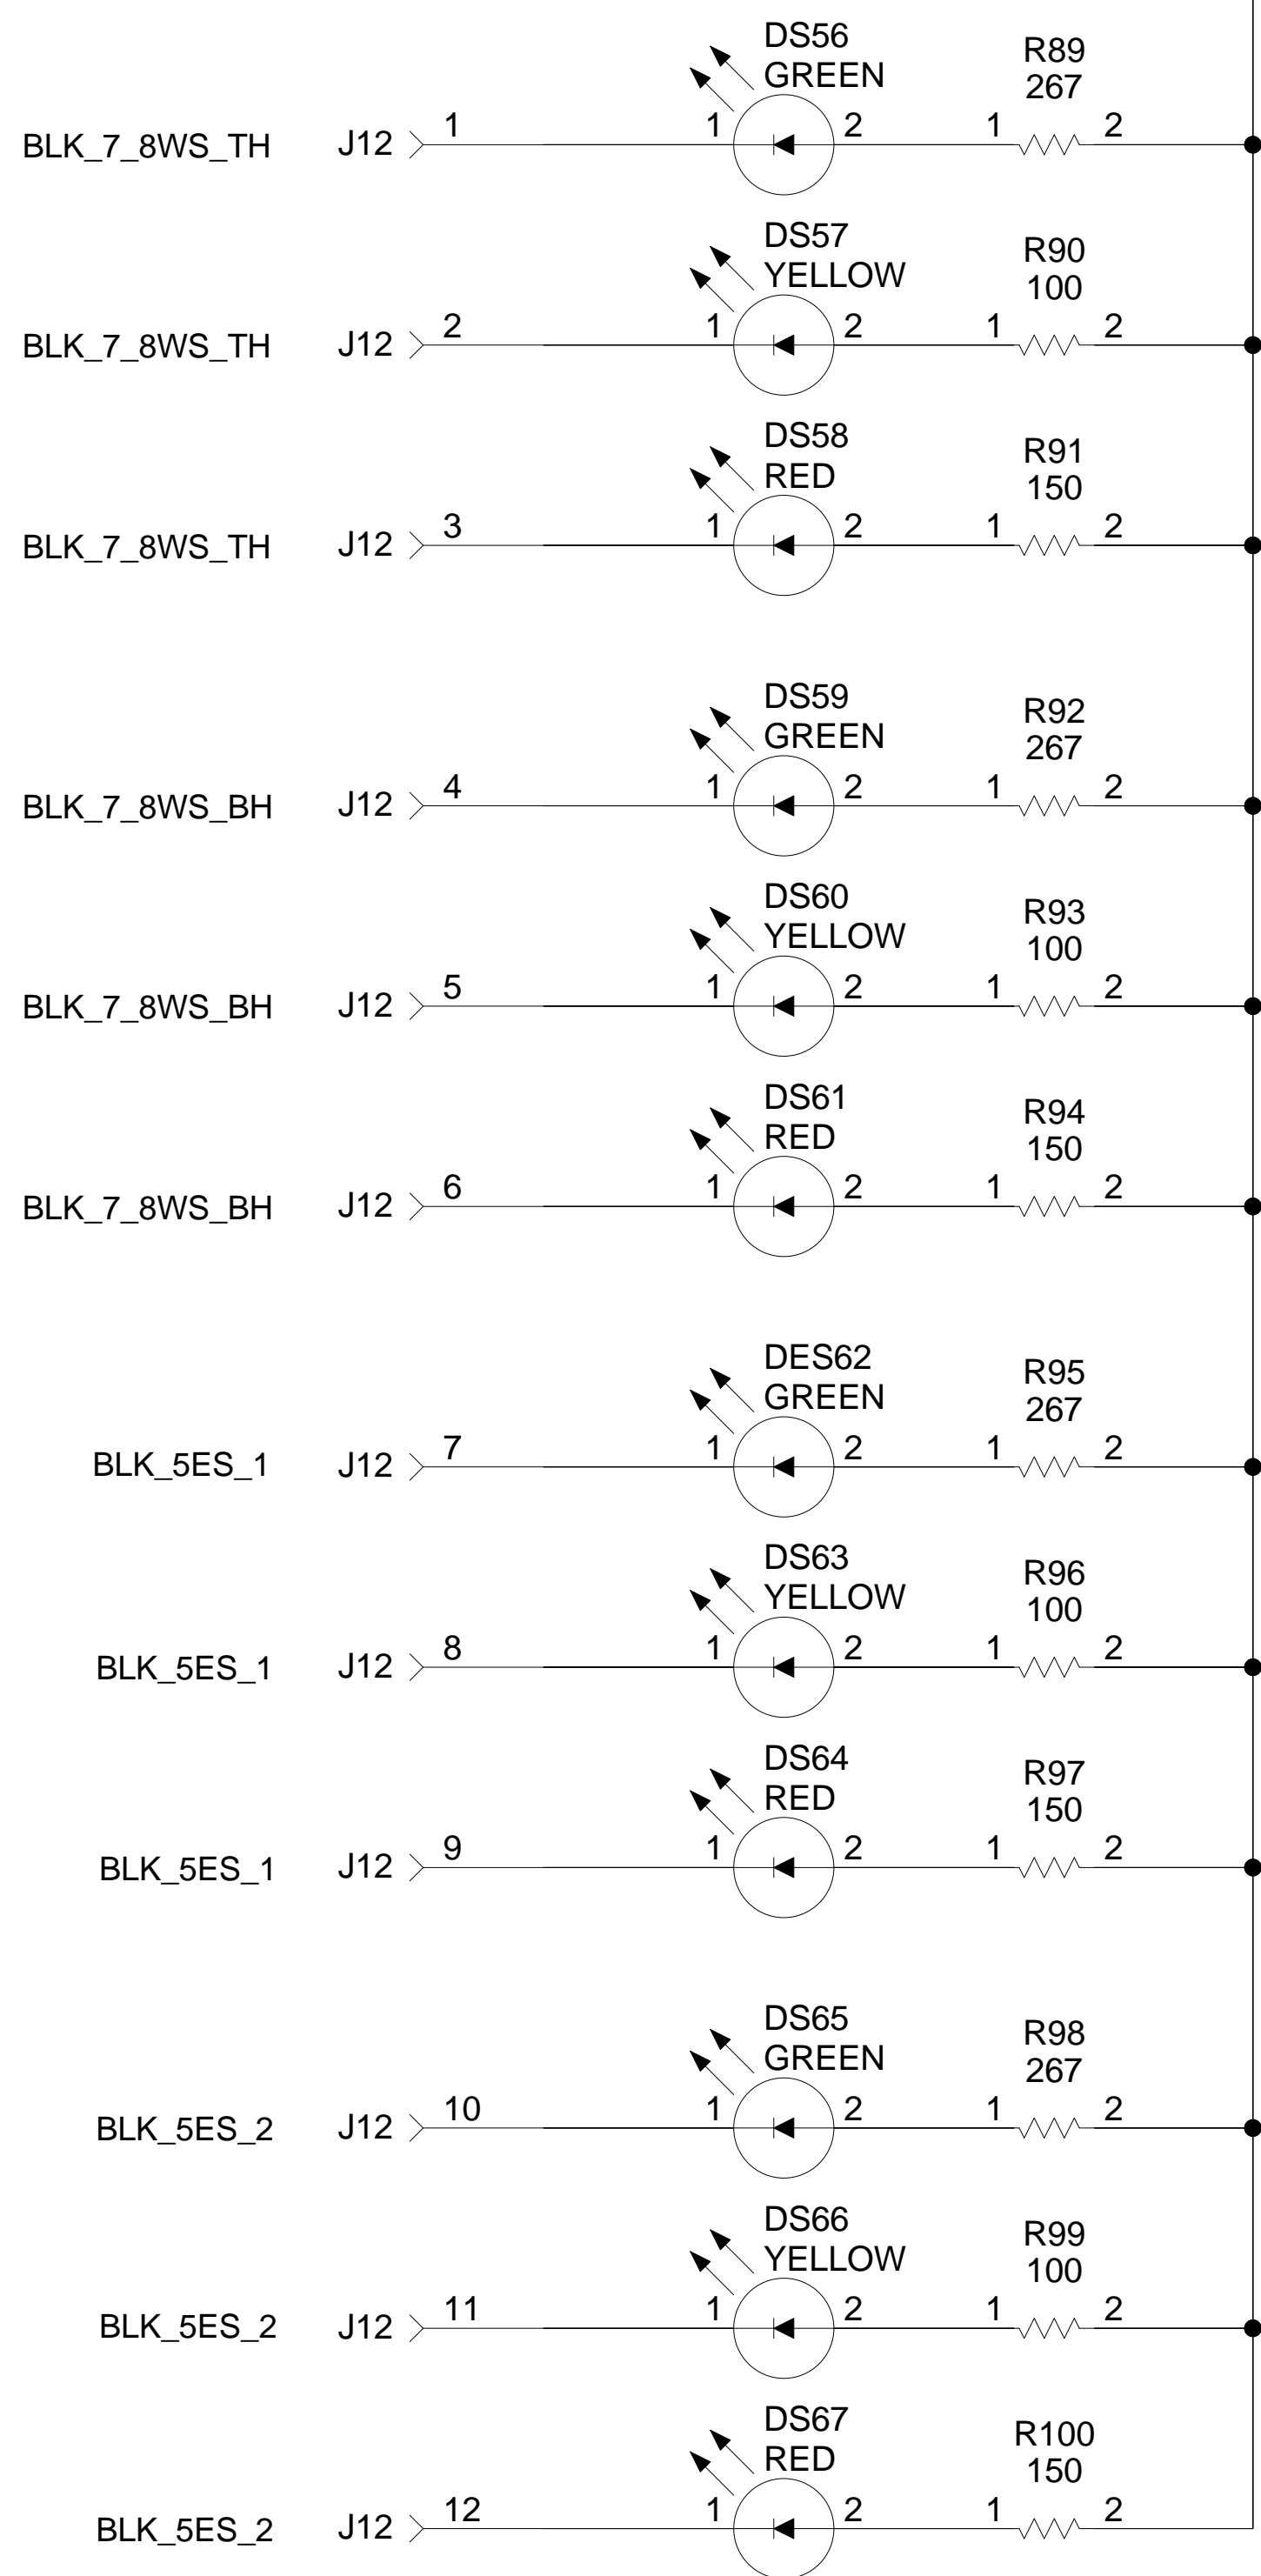 DS56
GREEN
R89
267
BLK_7_8WS_TH J12 1 1 2 1 2
DS57
YELLOW
R90
100
BLK_7_8WS_TH J12 2 1 2 1 2
DS58
RED
R91
150
BLK_7_8WS_TH J12 3 1 2 1 2
DS59
GREEN
R92
267
BLK_7_8WS_BH J12 4 1 2 1 2
DS60
YELLOW
R93
100
BLK_7_8WS_BH J12 5 1 2 1 2
DS61
RED
R94
150
BLK_7_8WS_BH J12 6 1 2 1 2
DES62
GREEN
R95
267
BLK_5ES_1 J12 7 1 2 1 2
DS63
YELLOW
R96
100
BLK_5ES_1 J12 8 1 2 1 2
DS64
RED
R97
150
BLK_5ES_1 J12 9 1 2 1 2
DS65
GREEN
R98
267
BLK_5ES_2 J12 10 1 2 1 2
DS66
YELLOW
R99
100
BLK_5ES_2 J12 11 1 2 1 2
DS67
RED
R100
150
BLK_5ES_2 J12 12 1 2 1 2